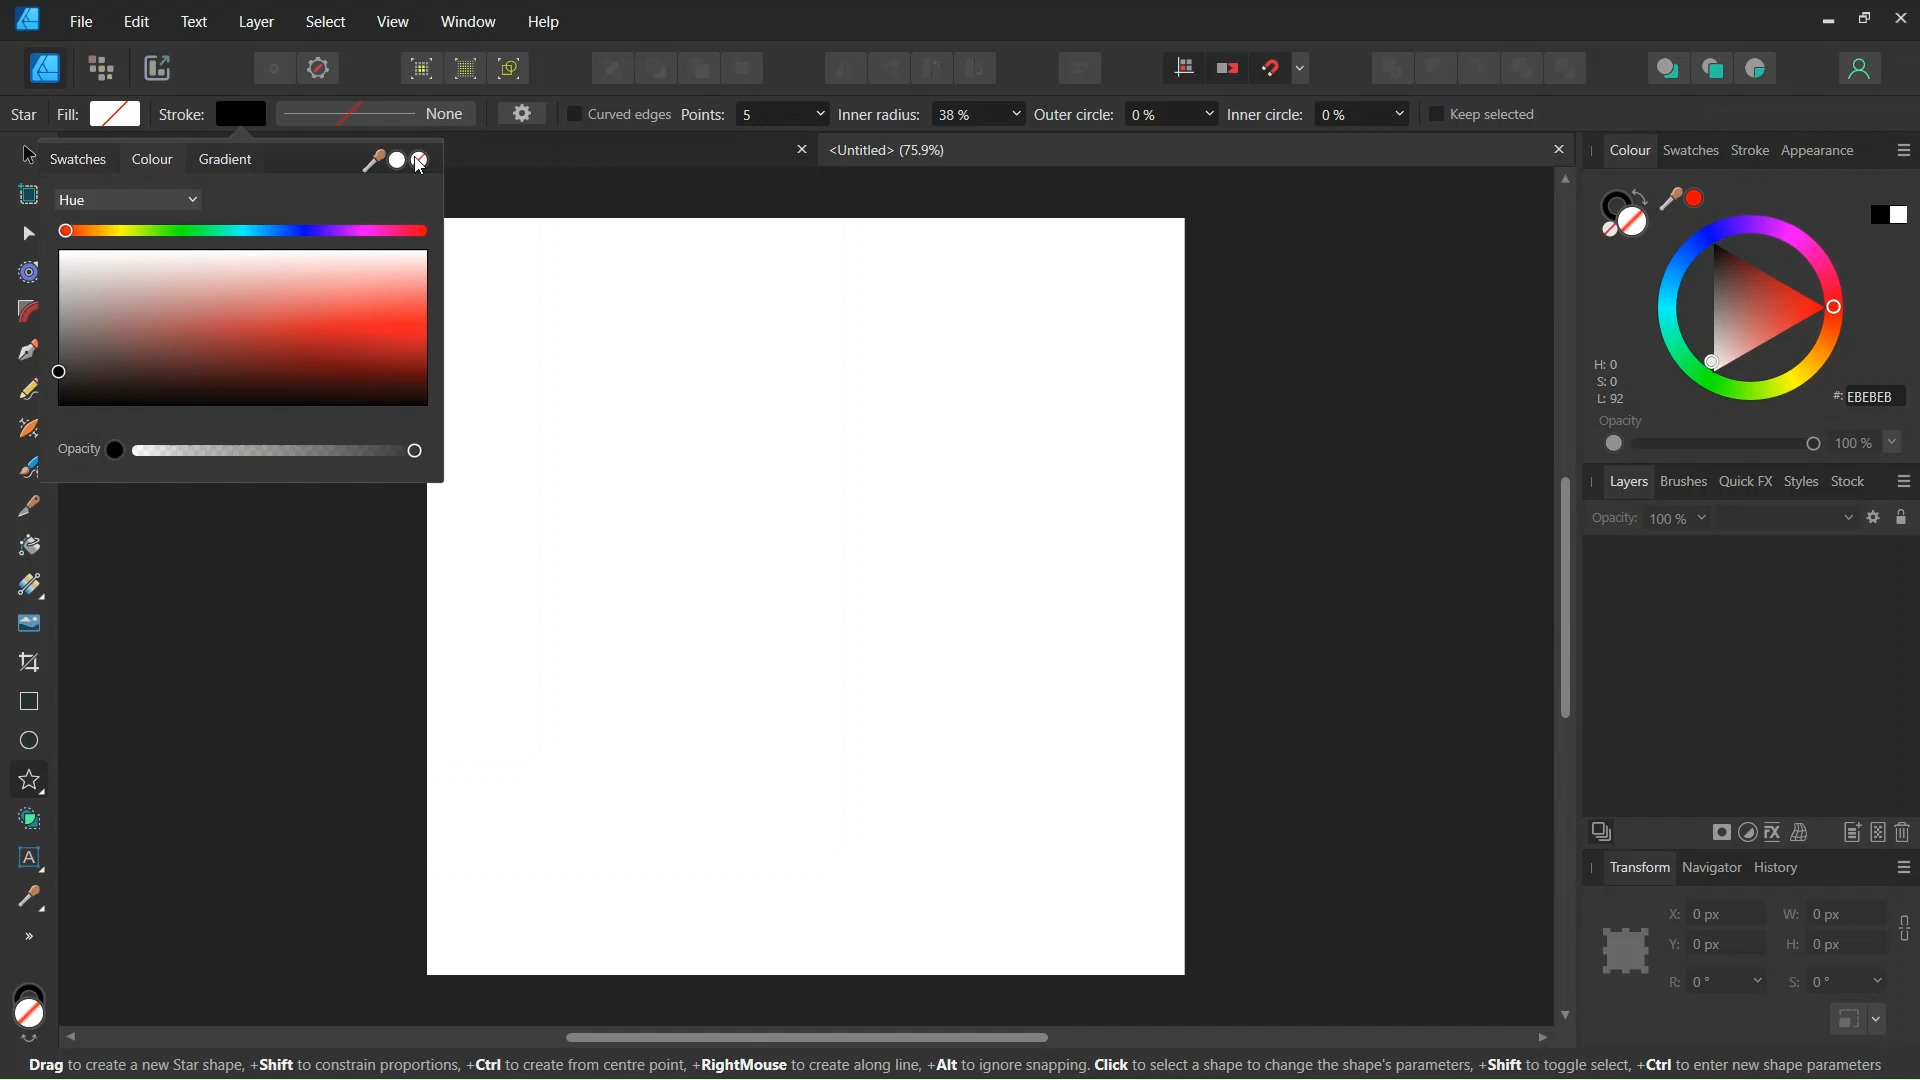 File Edit Text Layer Select View Window Help
Star Fill: Stroke: None Curved edges Points: 5 Inner radius: 38 % Outer circle: 0 % Inner circle: 0 % Keep selected
Swatches Colour Gradient
<Untitled> (75.9%)
Colour Swatches Stroke Appearance
Hue
H: 0
S: 0
L: 92
#: EBEBEB
Opacity
100 %
Opacity
Layers Brushes Quick FX Styles Stock
Opacity: 100 %
A
FX
Transform Navigator History
X: 0 px W: 0 px
Y: 0 px H: 0 px
R: 0 ° S: 0 °
Drag to create a new Star shape, +Shift to constrain proportions, +Ctrl to create from centre point, +RightMouse to create along line, +Alt to ignore snapping. Click to select a shape to change the shape's parameters, +Shift to toggle select, +Ctrl to enter new shape parameters